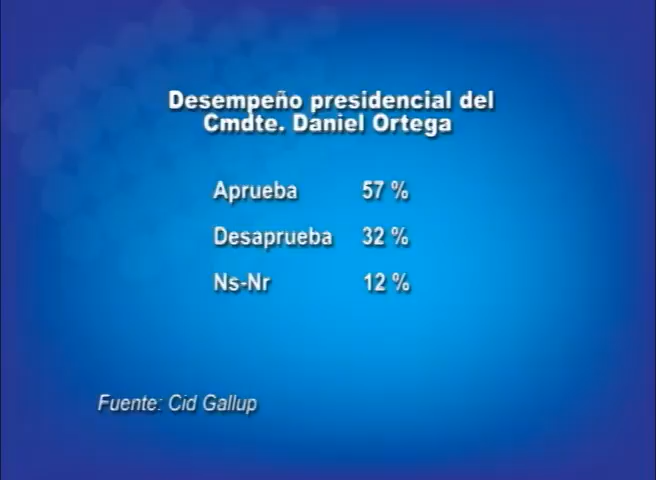 Desempeño presidencial del
Cmdte. Daniel Ortega
Aprueba 57 %
Desaprueba 32 %
Ns-Nr 12 %
Fuente: Cid Gallup